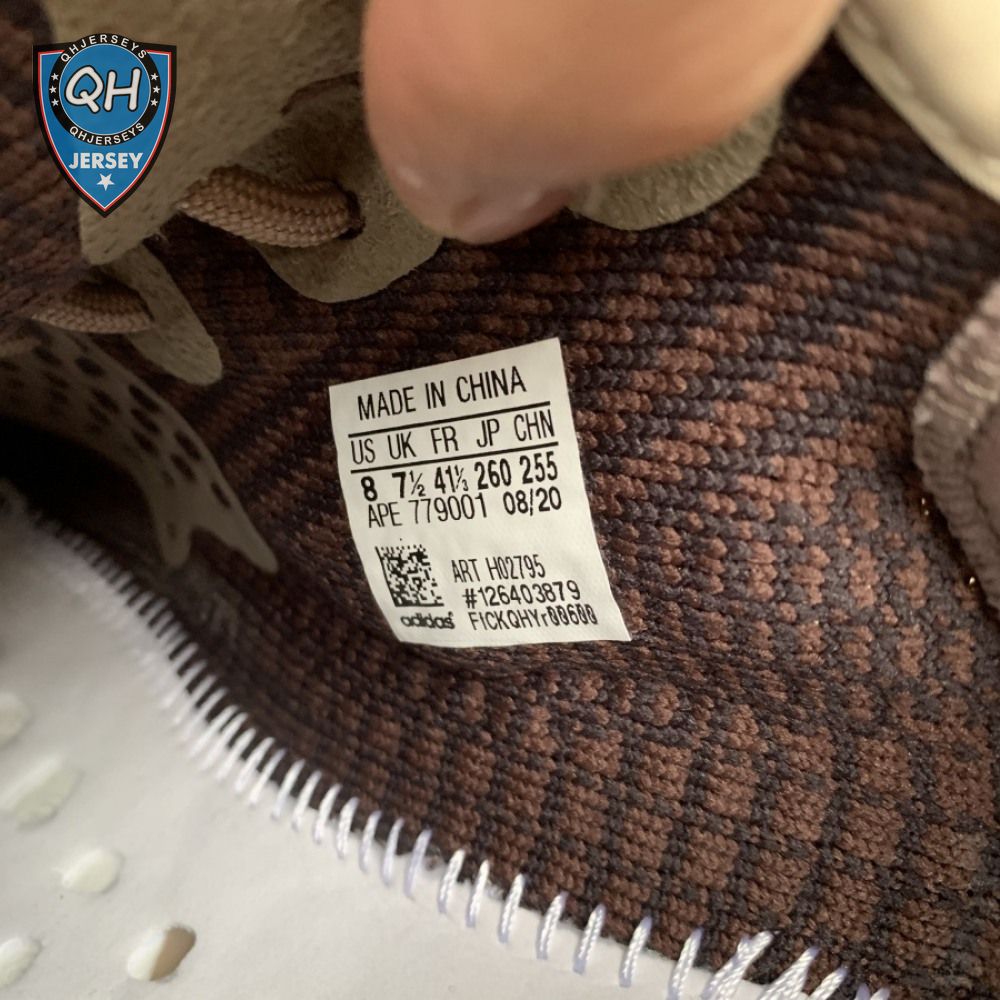 QHJERSEYS
QH
QHJERSEYS
JERSEY
MADE IN CHINA
US UK FR JP CHN
8 7½ 41⅓ 260 255
APE 779001 08/20
ART H02795
#126403879
adidas